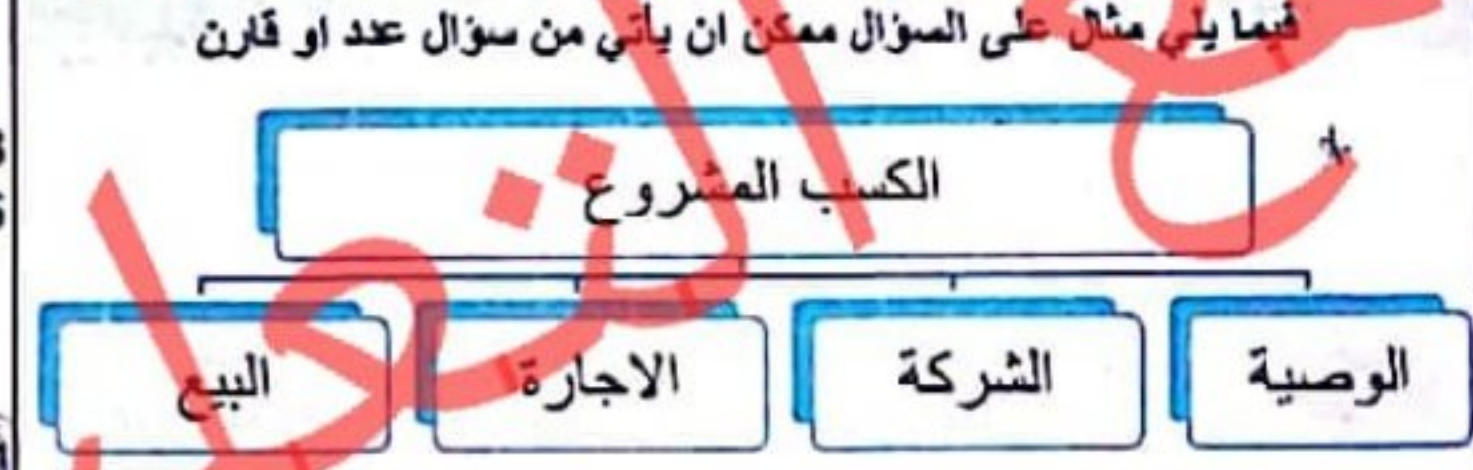 فيما يلي مثال على السؤال ممكن ان يأتي من سؤال عدد او قارن
الكسب المشروع
الوصية
الشركة
الاجارة
البيع